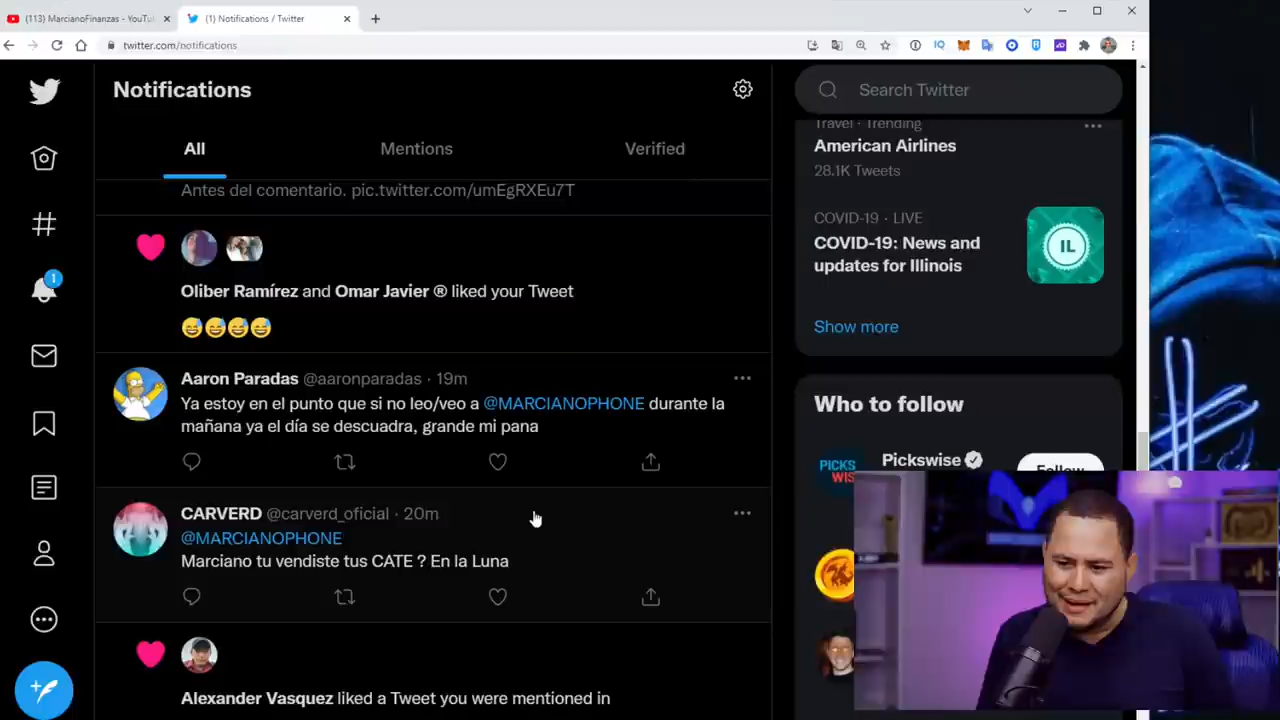 (113) MarcianoFinanzas - YouTu
(1) Notifications / Twitter
twitter.com/notifications
Notifications
Search Twitter
All
Mentions
Verified
Antes del comentario. pic.twitter.com/umEgRXEu7T
Oliber Ramírez and Omar Javier ® liked your Tweet
😅😅😅😅
Aaron Paradas @aaronparadas · 19m
Ya estoy en el punto que si no leo/veo a @MARCIANOPHONE durante la
mañana ya el día se descuadra, grande mi pana
CARVERD @carverd_oficial · 20m
@MARCIANOPHONE
Marciano tu vendiste tus CATE ? En la Luna
Alexander Vasquez liked a Tweet you were mentioned in
1
Travel · Trending
American Airlines
28.1K Tweets
COVID-19 · LIVE
COVID-19: News and
updates for Illinois
IL
Show more
Who to follow
PICKS
WIS
Pickswise
Follow